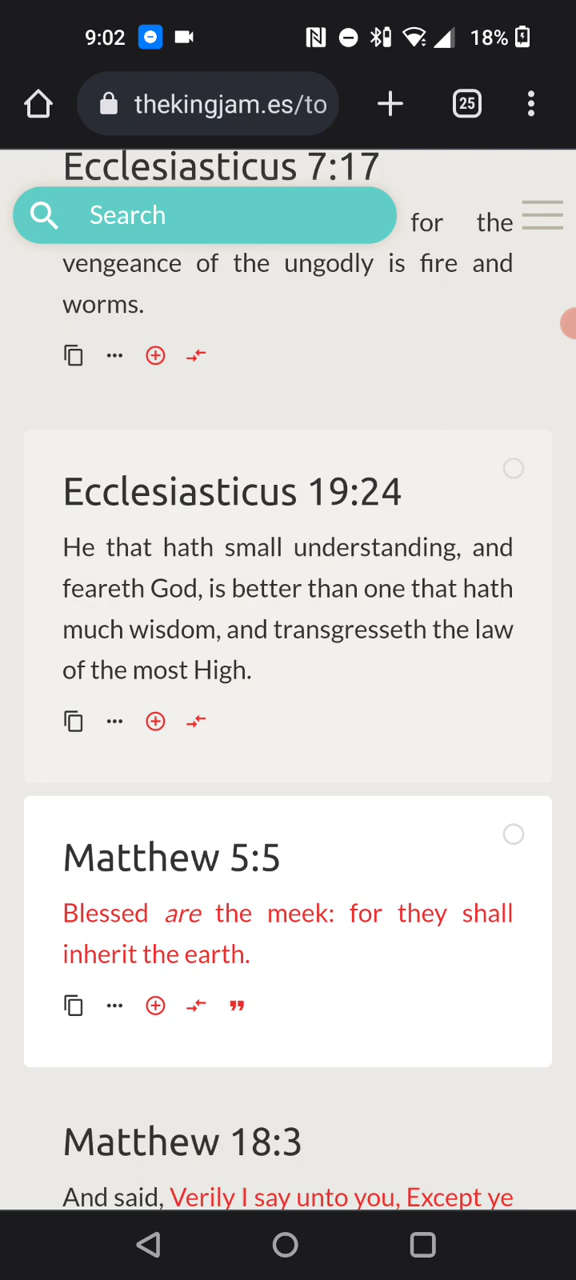 9:02
18%
thekingjam.es/to
25
Ecclesiasticus 7:17
Search
for the
vengeance of the ungodly is fire and
worms.
Ecclesiasticus 19:24
He that hath small understanding, and
feareth God, is better than one that hath
much wisdom, and transgresseth the law
of the most High.
Matthew 5:5
Blessed are the meek: for they shall
inherit the earth.
Matthew 18:3
And said, Verily I say unto you, Except ye